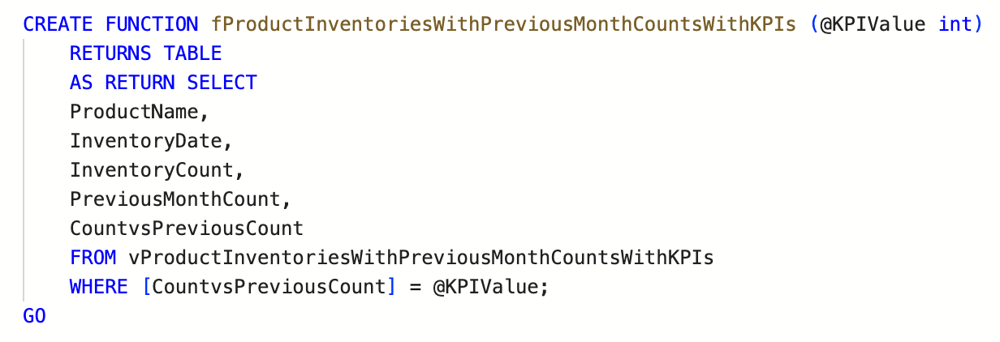 CREATE FUNCTION fProductInventoriesWithPreviousMonthCountsWithKPIs (@KPIValue int)
RETURNS TABLE
AS RETURN SELECT
ProductName,
InventoryDate,
InventoryCount,
PreviousMonthCount,
CountvsPreviousCount
FROM vProductInventoriesWithPreviousMonthCountsWithKPIs
WHERE [CountvsPreviousCount] = @KPIValue;
GO